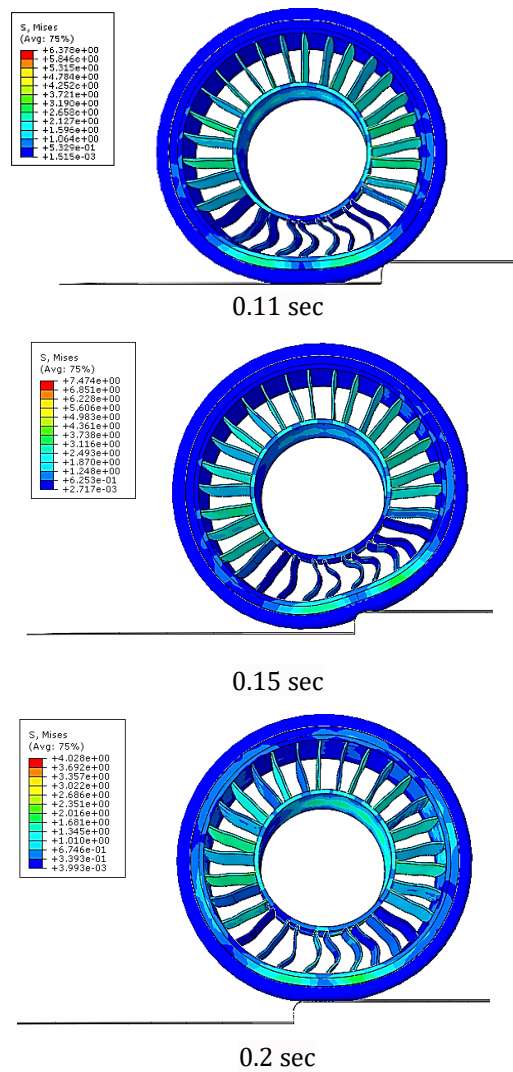 S, Mises
(Avg: 75%)
+6.378e+00
+5.846e+00
+5.315e+00
+4.784e+00
+4.252e+00
+3.721e+00
+3.190e+00
+2.658e+00
+2.127e+00
+1.596e+00
+1.064e+00
+5.329e-01
+1.515e-03
0.11 sec
S, Mises
(Avg: 75%)
+7.474e+00
+6.851e+00
+6.228e+00
+5.606e+00
+4.983e+00
+4.361e+00
+3.738e+00
+3.116e+00
+2.493e+00
+1.870e+00
+1.248e+00
+6.253e-01
+2.717e-03
0.15 sec
S, Mises
(Avg: 75%)
+4.028e+00
+3.692e+00
+3.357e+00
+3.022e+00
+2.686e+00
+2.351e+00
+2.016e+00
+1.681e+00
+1.345e+00
+1.010e+00
+6.746e-01
+3.393e-01
+3.993e-03
0.2 sec